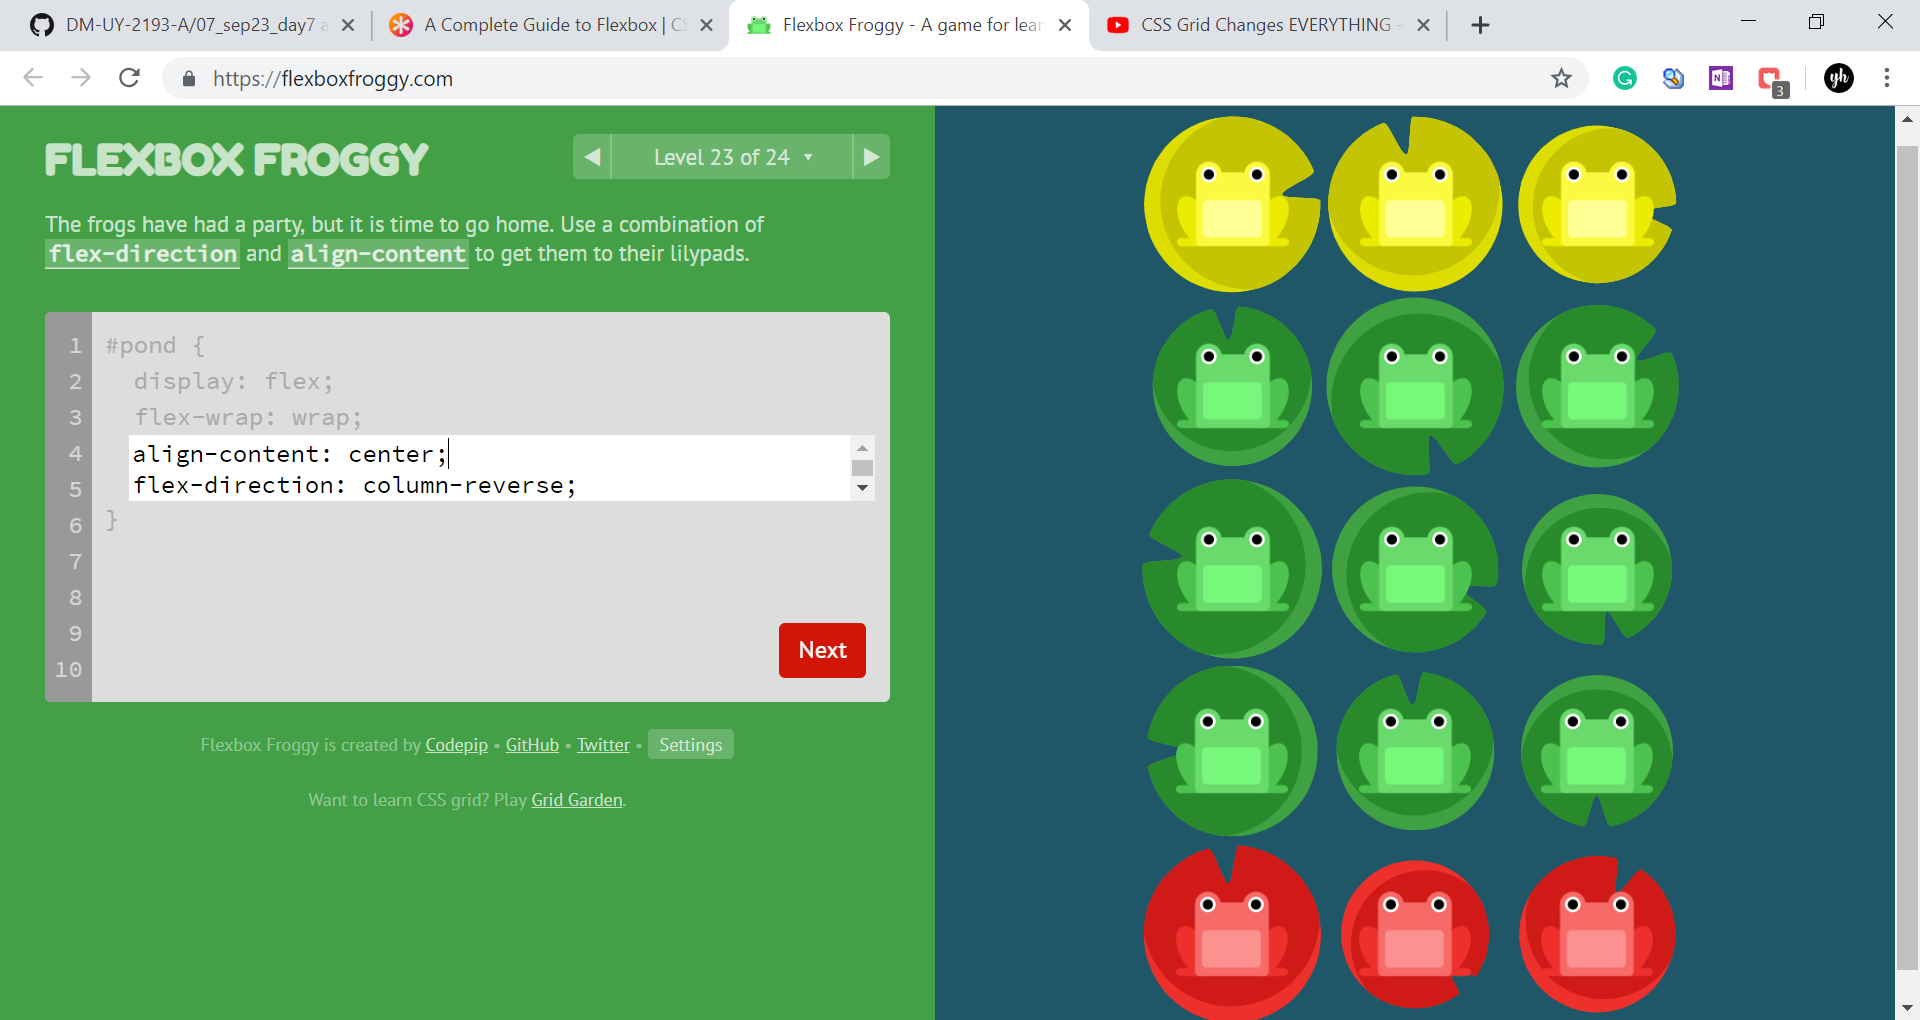 DM-UY-2193-A/07_sep23_day7 a
A Complete Guide to Flexbox | CS
Flexbox Froggy - A game for lear
CSS Grid Changes EVERYTHING -
https://flexboxfroggy.com
3
yh
FLEXBOX FROGGY
Level 23 of 24
The frogs have had a party, but it is time to go home. Use a combination of
flex-direction and align-content to get them to their lilypads.
1 #pond {
2 display: flex;
3 flex-wrap: wrap;
4 align-content: center;
5 flex-direction: column-reverse;
6 }
7
8
9
10
Next
Flexbox Froggy is created by Codepip • GitHub • Twitter • Settings
Want to learn CSS grid? Play Grid Garden.